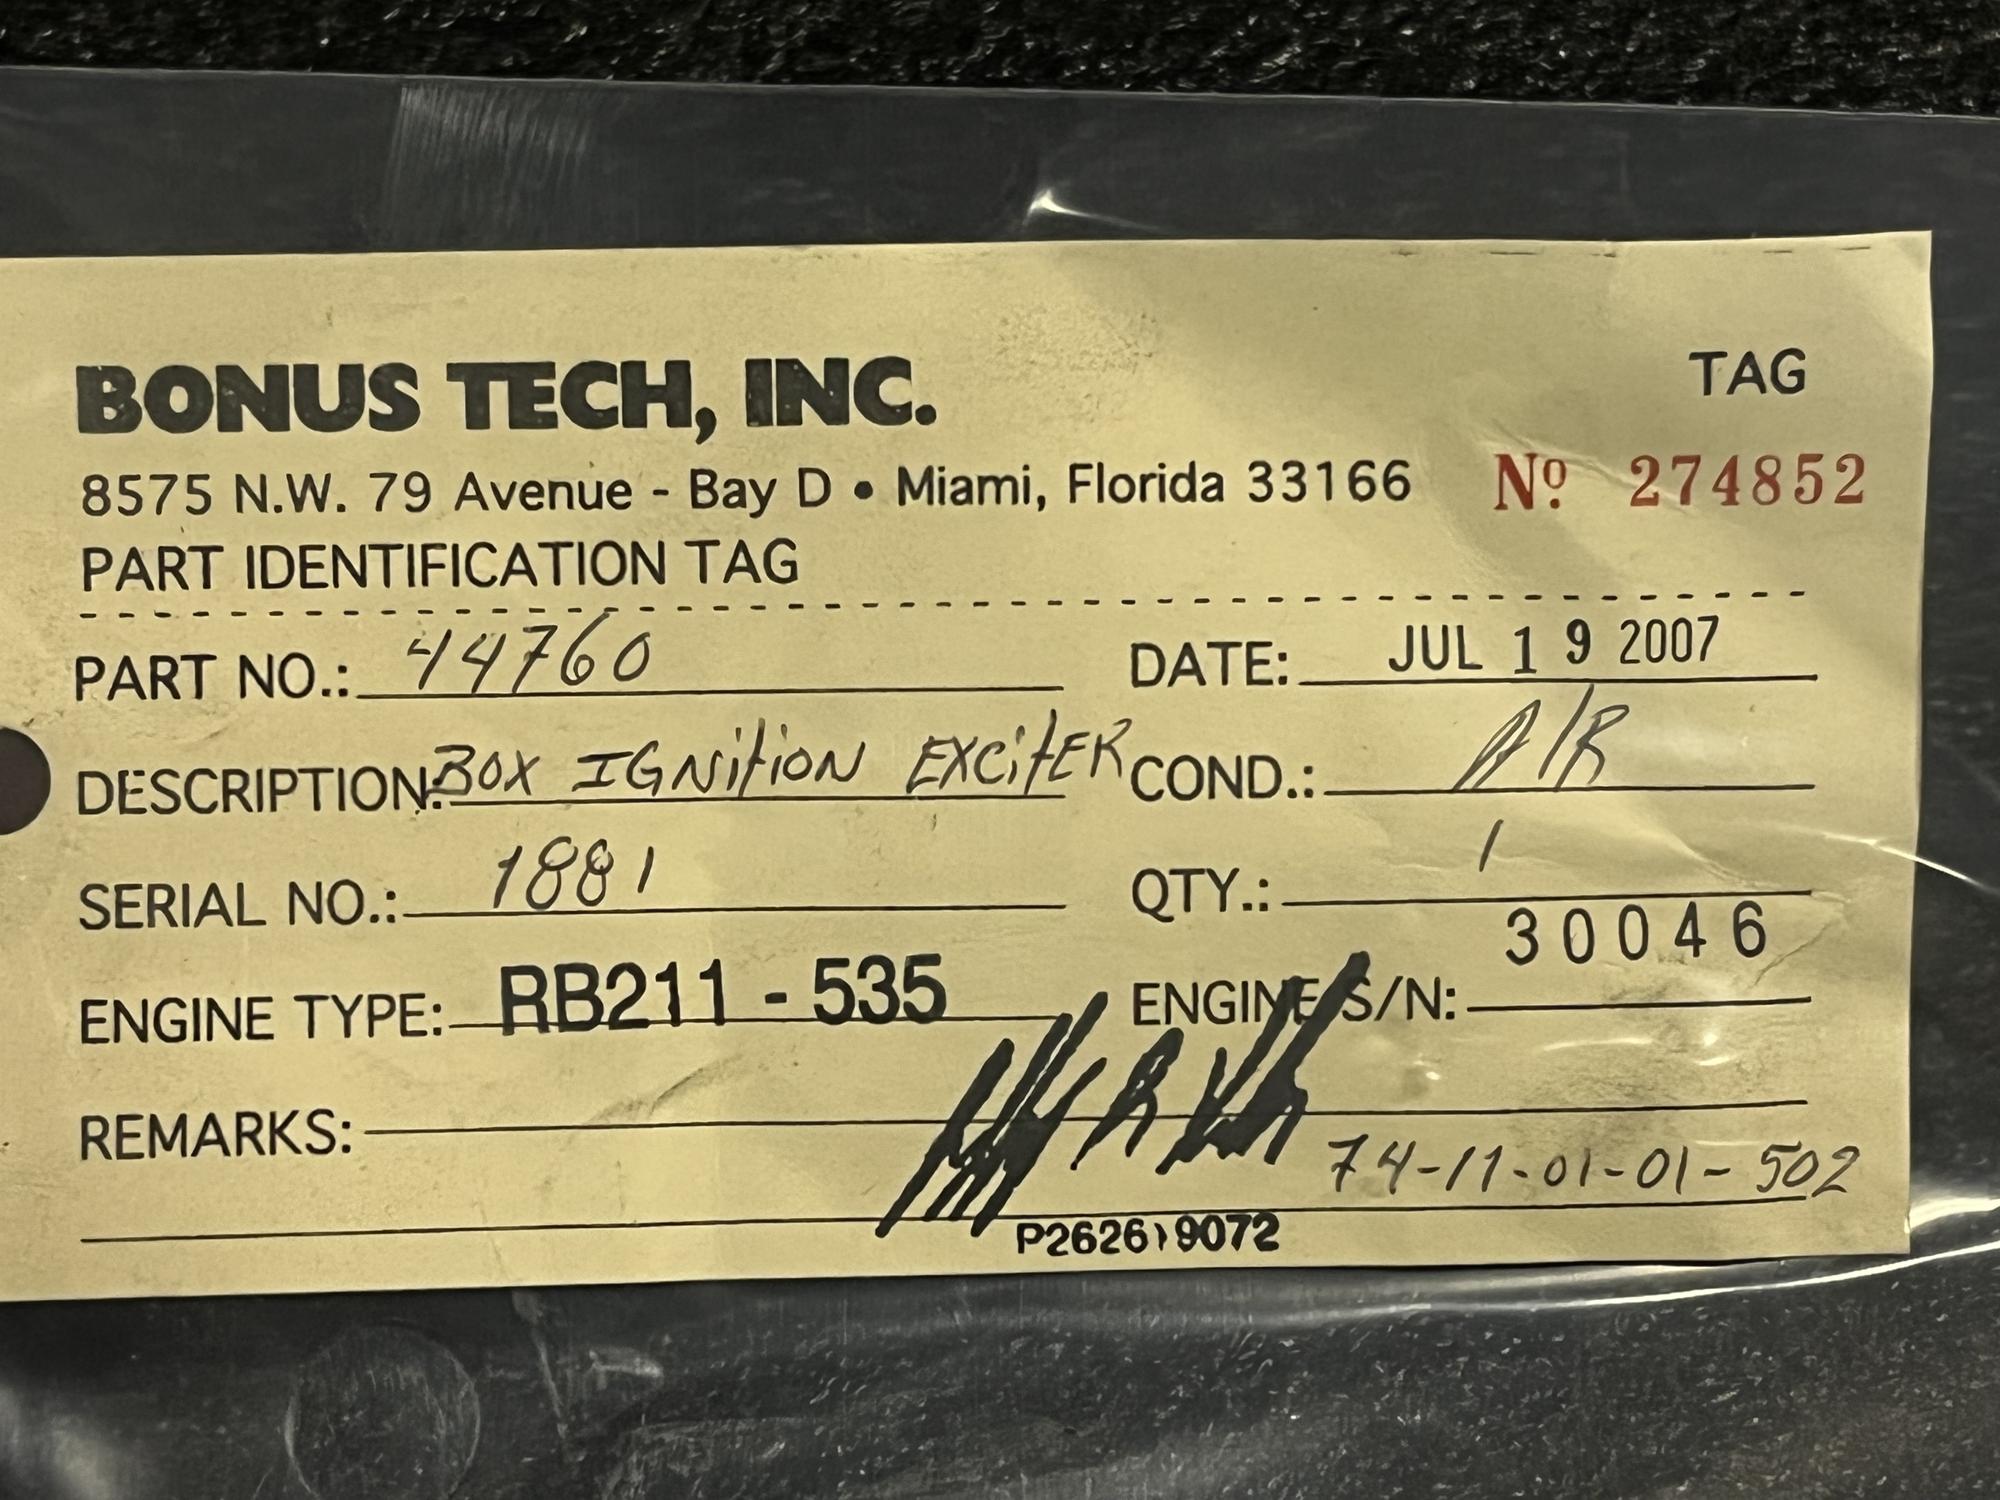 BONUS TECH, INC.
TAG
8575 N.W. 79 Avenue - Bay D • Miami, Florida 33166 Nº 274852
PART IDENTIFICATION TAG
PART NO.: 44760 DATE: JUL 19 2007
DESCRIPTION: BOX IGNition EXCitER COND.: A/R
SERIAL NO.: 1881 QTY.: 1
ENGINE TYPE: RB211-535 ENGINE S/N: 30046
REMARKS:
74-11-01-01-502
P2626 9072